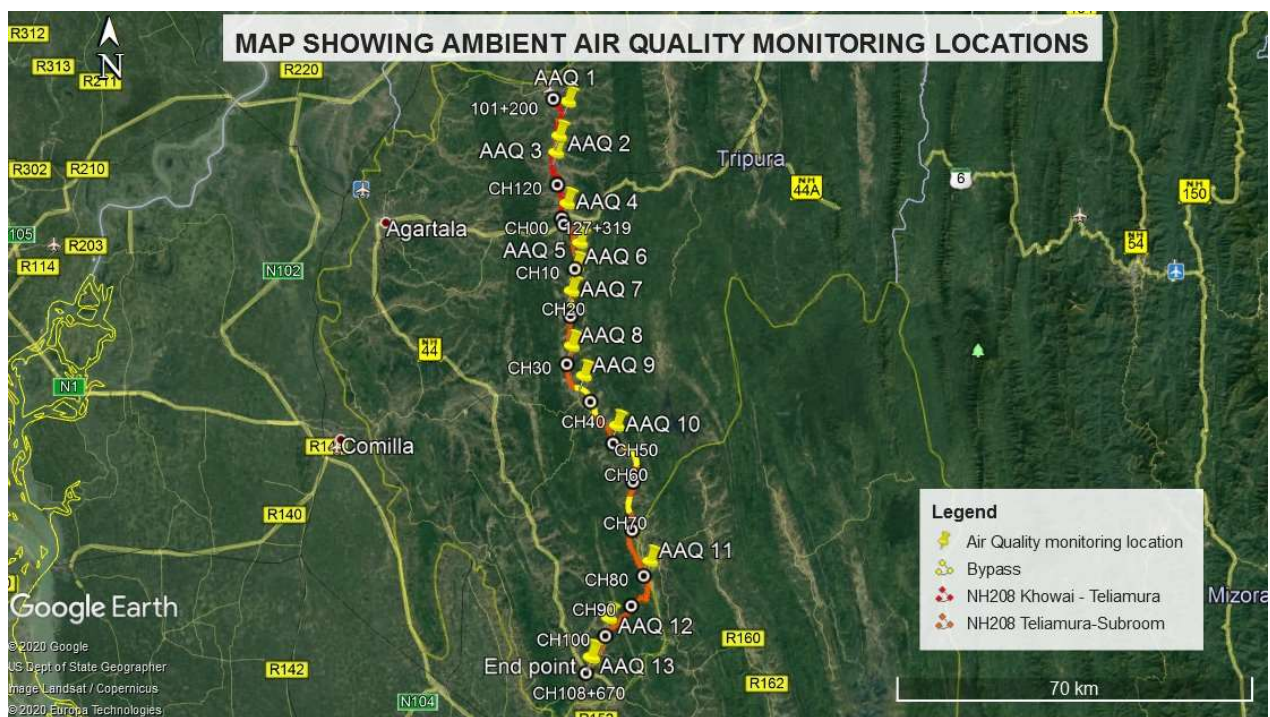 MAP SHOWING AMBIENT AIR QUALITY MONITORING LOCATIONS
N
R312
R313
R211
R220
R302
R210
105
R203
R114
N102
N1
R140
R142
N104
R160
R162
NH
44
NH
44A
6
NH
150
NH
54
Agartala
Comilla
Tripura
Mizora
AAQ 1
101+200
AAQ 2
AAQ 3
CH120
AAQ 4
CH00
127+319
AAQ 5
AAQ 6
CH10
AAQ 7
CH20
AAQ 8
CH30
AAQ 9
CH40
AAQ 10
CH50
CH60
CH70
AAQ 11
CH80
CH90
AAQ 12
CH100
End point
AAQ 13
CH108+670
Legend
Air Quality monitoring location
Bypass
NH208 Khowai - Teliamura
NH208 Teliamura-Subroom
70 km
Google Earth
© 2020 Google
US Dept of State Geographer
Image Landsat / Copernicus
© 2020 Europa Technologies